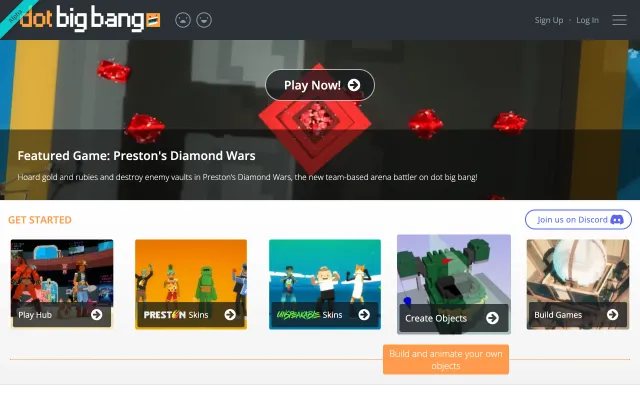 Alpha
dot big bang
Sign Up · Log In
Play Now!
Featured Game: Preston's Diamond Wars
Hoard gold and rubies and destroy enemy vaults in Preston's Diamond Wars, the new team-based arena battler on dot big bang!
GET STARTED
Join us on Discord
Play Hub
PRESTON Skins
UNSPEAKABLE Skins
Create Objects
Build Games
Build and animate your own
objects